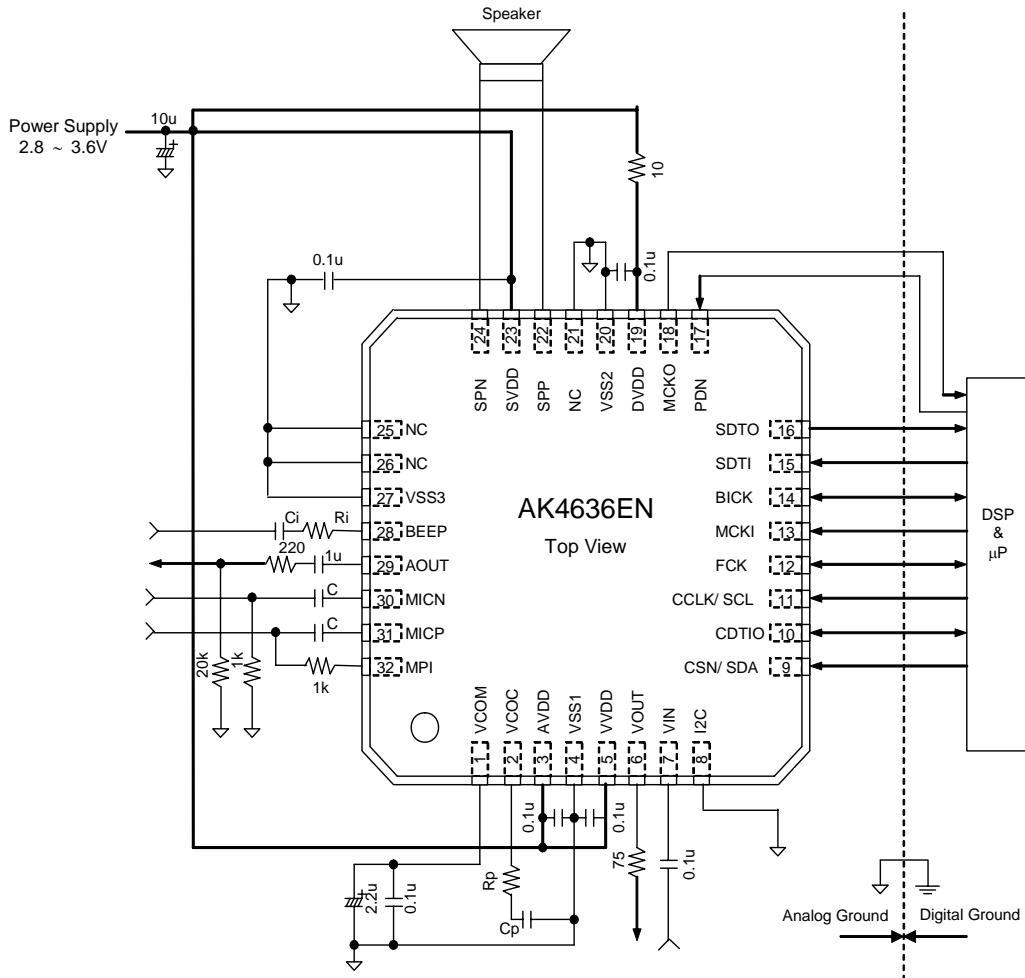 Speaker
Power Supply
2.8 ~ 3.6V
10u
10
0.1u
0.1u
24
23
22
21
20
19
18
17
SPN
SVDD
SPP
NC
VSS2
DVDD
MCKO
PDN
25 NC
26 NC
27 VSS3
28 BEEP
29 AOUT
30 MICN
31 MICP
32 MPI
Ci
Ri
220
1u
C
C
20k
1k
1k
AK4636EN
Top View
SDTO 16
SDTI 15
BICK 14
MCKI 13
FCK 12
CCLK/ SCL 11
CDTIO 10
CSN/ SDA 9
DSP
&
μP
VCOM
VCOC
AVDD
VSS1
VVDD
VOUT
VIN
I2C
1
2
3
4
5
6
7
8
0.1u
0.1u
2.2u
0.1u
Rp
Cp
75
0.1u
Analog Ground
Digital Ground